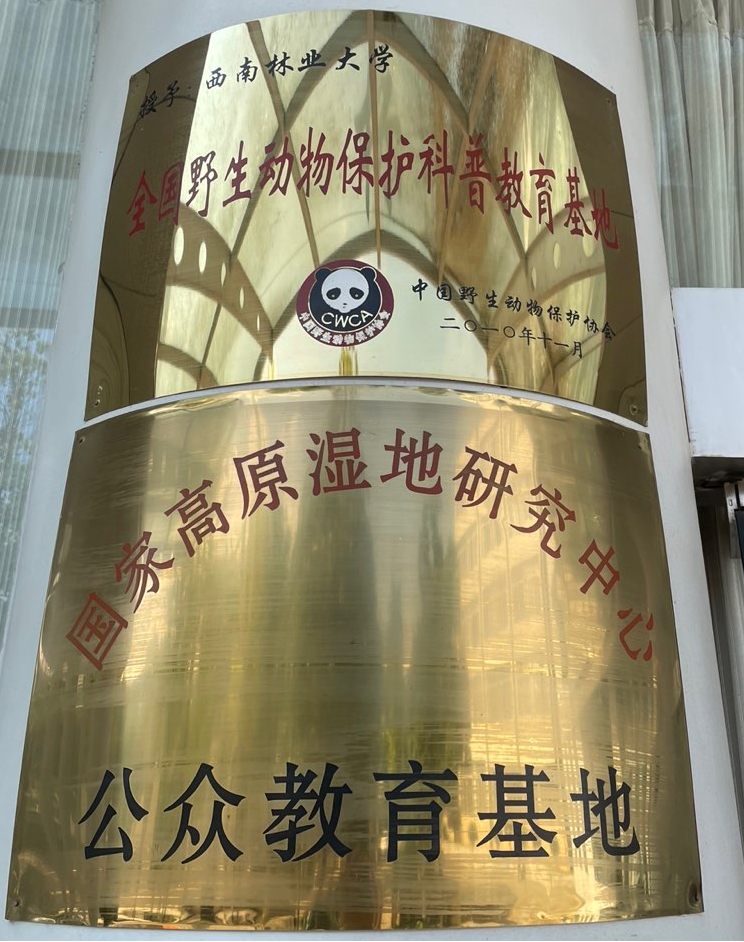 授予：西南林业大学
全国野生动物保护科普教育基地
CWCA
中国野生动物保护协会
二〇一〇年十一月
国家高原湿地研究中心
公众教育基地